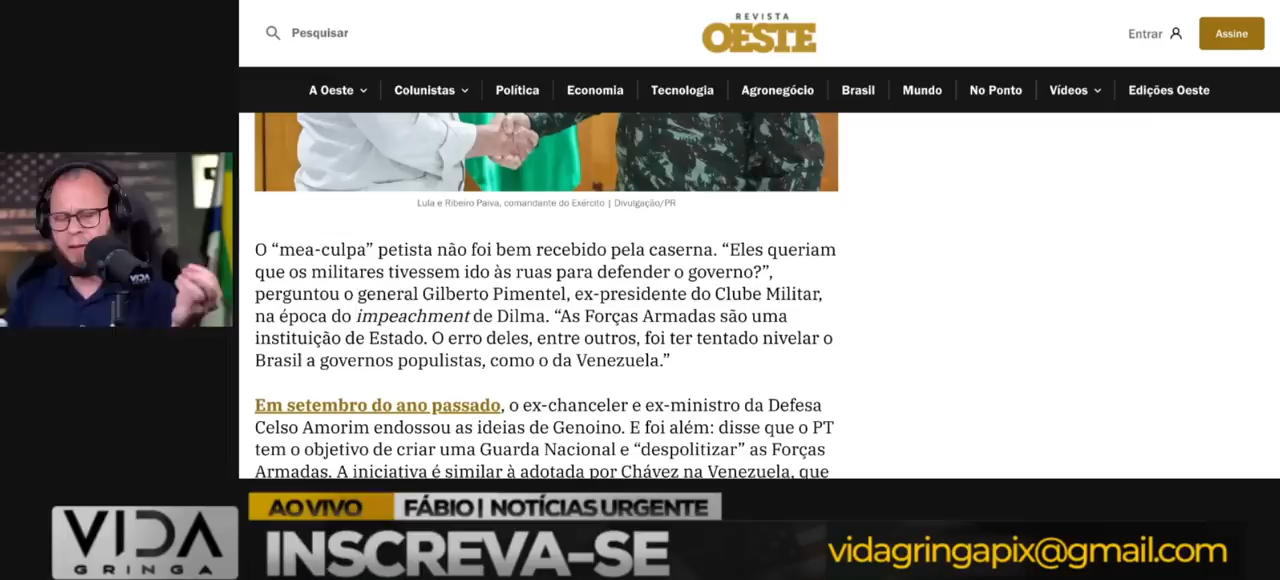 Pesquisar
REVISTA
OESTE
Entrar
Assine
A Oeste
Colunistas
Política
Economia
Tecnologia
Agronegócio
Brasil
Mundo
No Ponto
Vídeos
Edições Oeste
Lula e Ribeiro Paiva, comandante do Exército | Divulgação/PR
O “mea-culpa” petista não foi bem recebido pela caserna. “Eles queriam
que os militares tivessem ido às ruas para defender o governo?”,
perguntou o general Gilberto Pimentel, ex-presidente do Clube Militar,
na época do impeachment de Dilma. “As Forças Armadas são uma
instituição de Estado. O erro deles, entre outros, foi ter tentado nivelar o
Brasil a governos populistas, como o da Venezuela.”
Em setembro do ano passado, o ex-chanceler e ex-ministro da Defesa
Celso Amorim endossou as ideias de Genoino. E foi além: disse que o PT
tem o objetivo de criar uma Guarda Nacional e “despolitizar” as Forças
Armadas. A iniciativa é similar à adotada por Chávez na Venezuela, que
VIDA
AO VIVO
FÁBIO | NOTÍCIAS URGENTE
VIDA
GRINGA
INSCREVA-SE
vidagringapix@gmail.com